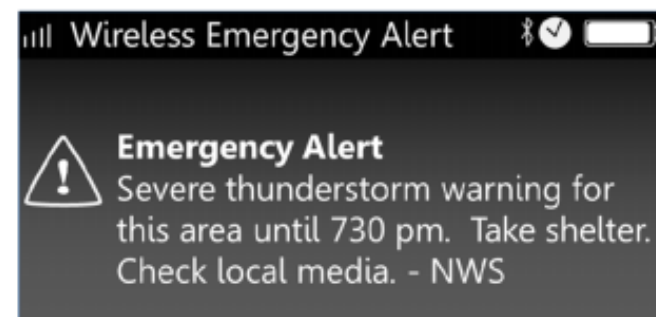 Wireless Emergency Alert
Emergency Alert
Severe thunderstorm warning for
this area until 730 pm.  Take shelter.
Check local media. - NWS